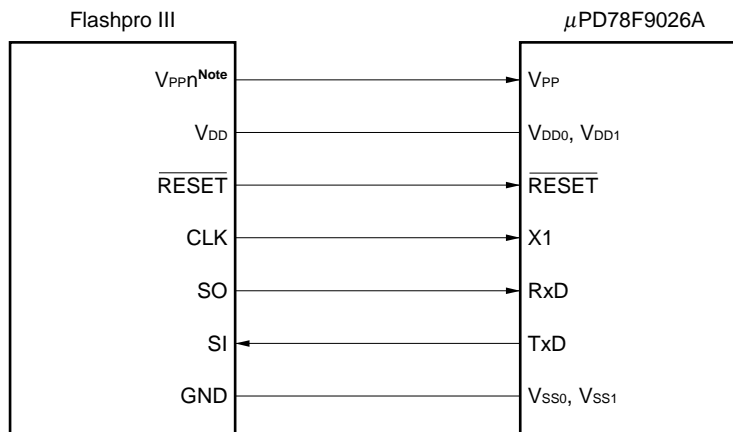 Flashpro III μPD78F9026A
VPPnNote VPP
VDD VDD0, VDD1
RESET RESET
CLK X1
SO RxD
SI TxD
GND VSS0, VSS1